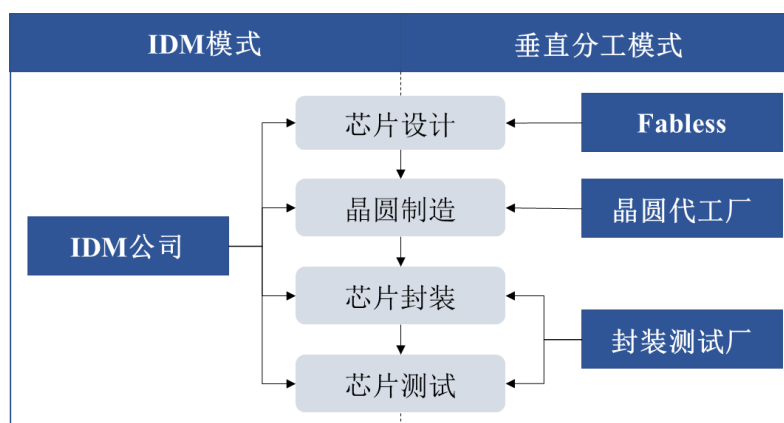 IDM模式
垂直分工模式
芯片设计
Fabless
晶圆制造
晶圆代工厂
IDM公司
芯片封装
封装测试厂
芯片测试